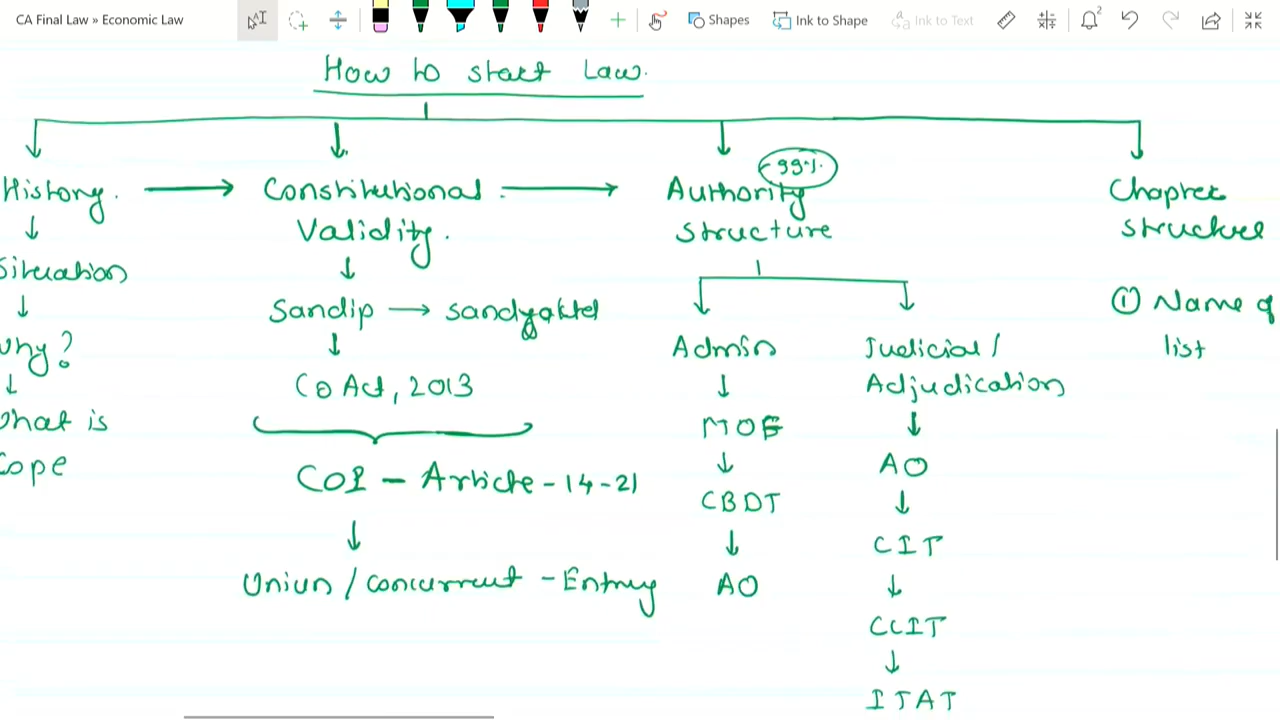 CA Final Law » Economic Law
Shapes
Ink to Shape
Ink to Text
2
How to start Law.
History.
Situation
Why?
What is
Scope
Constitutional
Validity.
Sandip
Co Act, 2013
COI - Article - 14-21
Union / Concurrent - Entry
99%.
Authority
Structure
Admin
MOF
CBDT
AO
Judicial /
Adjudication
AO
CIT
CCIT
ITAT
Chapter
① Name of
list